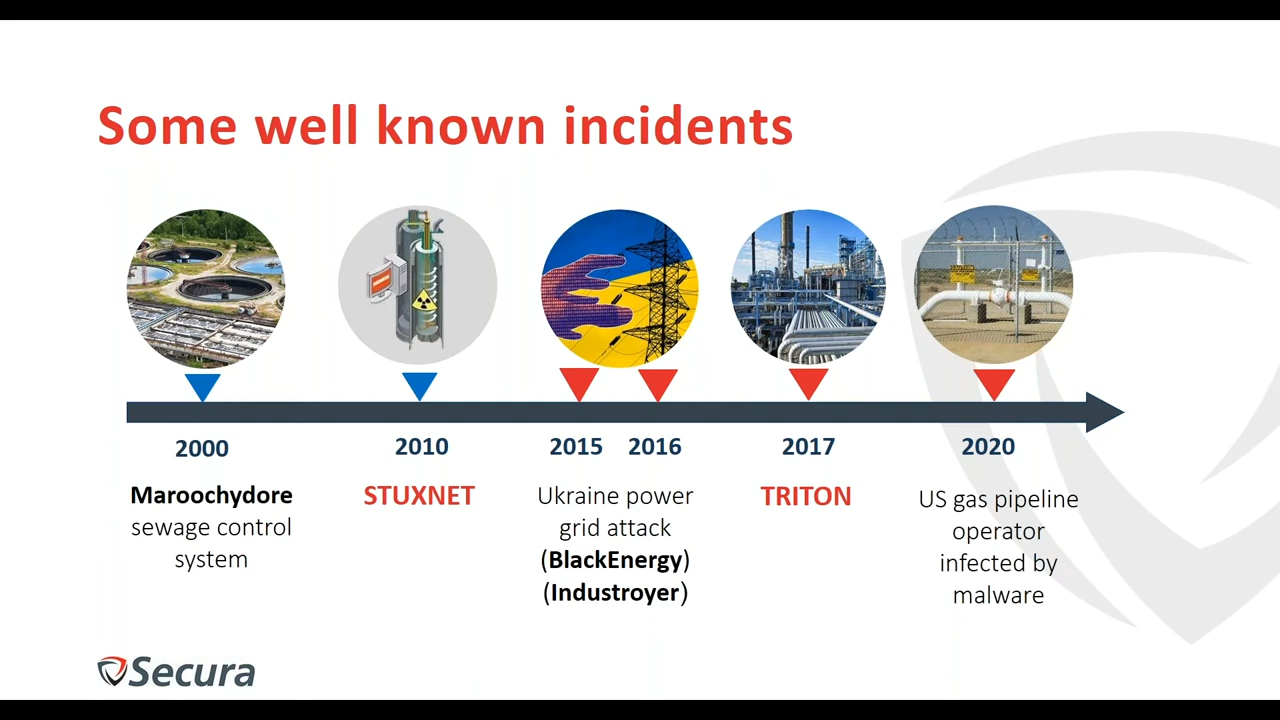 Some well known incidents
2000
2010
2015
2016
2017
2020
Maroochydore
sewage control
system
STUXNET
Ukraine power
grid attack
(BlackEnergy)
(Industroyer)
TRITON
US gas pipeline
operator
infected by
malware
Secura